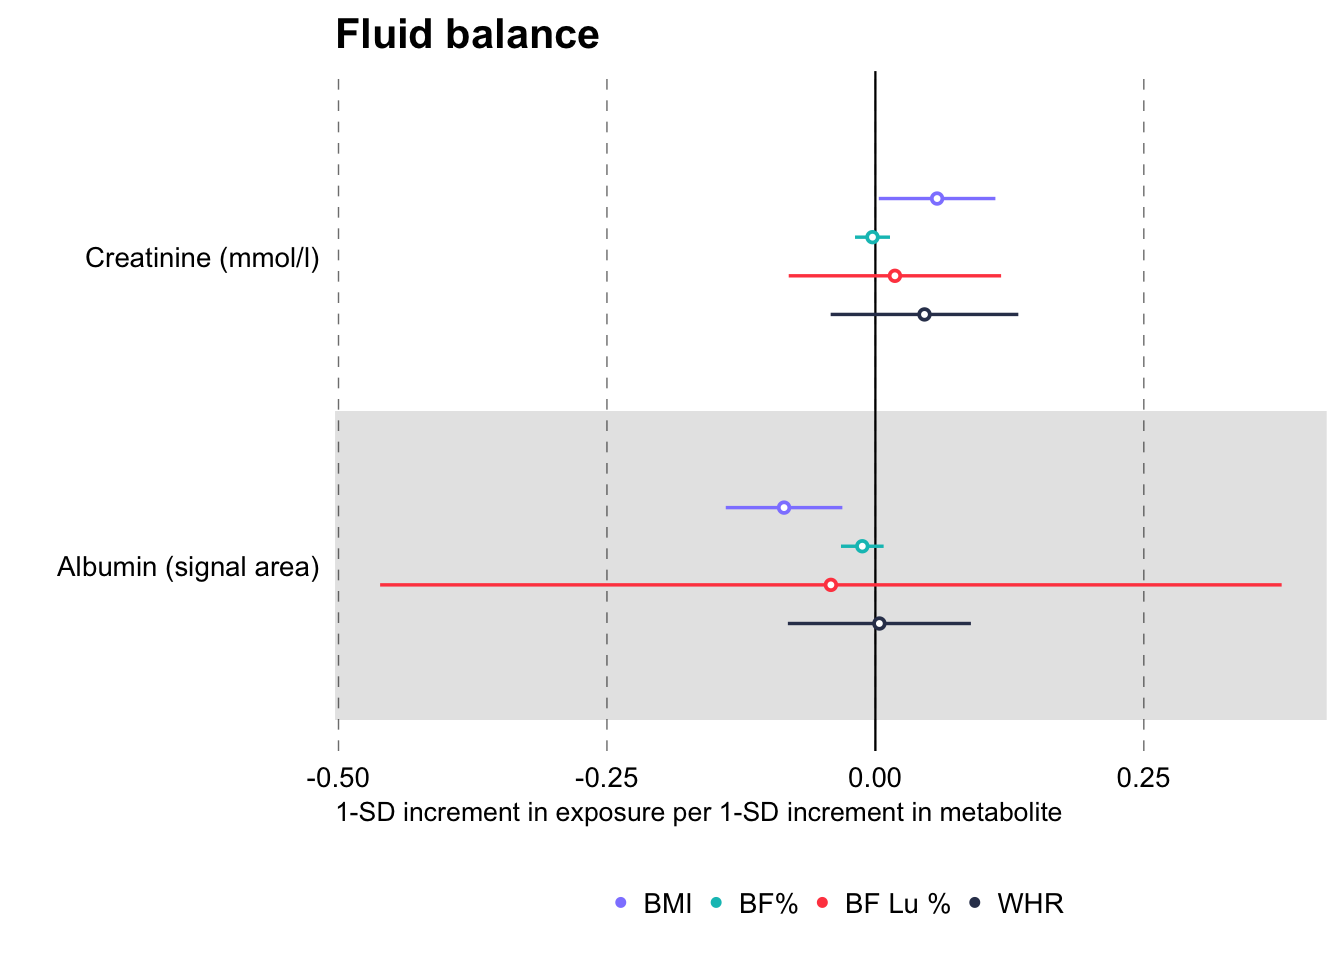 Fluid balance
Creatinine (mmol/l)
Albumin (signal area)
-0.50 -0.25 0.00 0.25
1-SD increment in exposure per 1-SD increment in metabolite
BMI BF% BF Lu % WHR